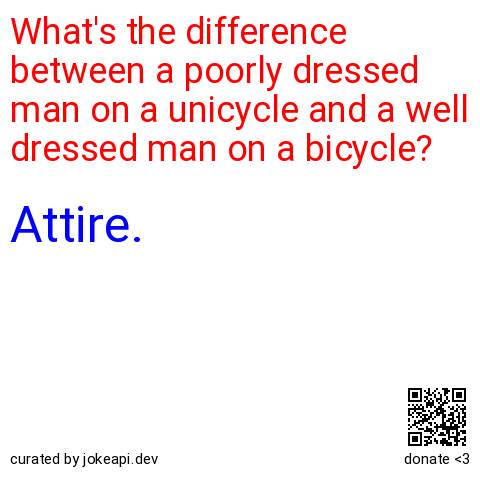 What's the difference
between a poorly dressed
man on a unicycle and a well
dressed man on a bicycle?
Attire.
curated by jokeapi.dev
donate <3